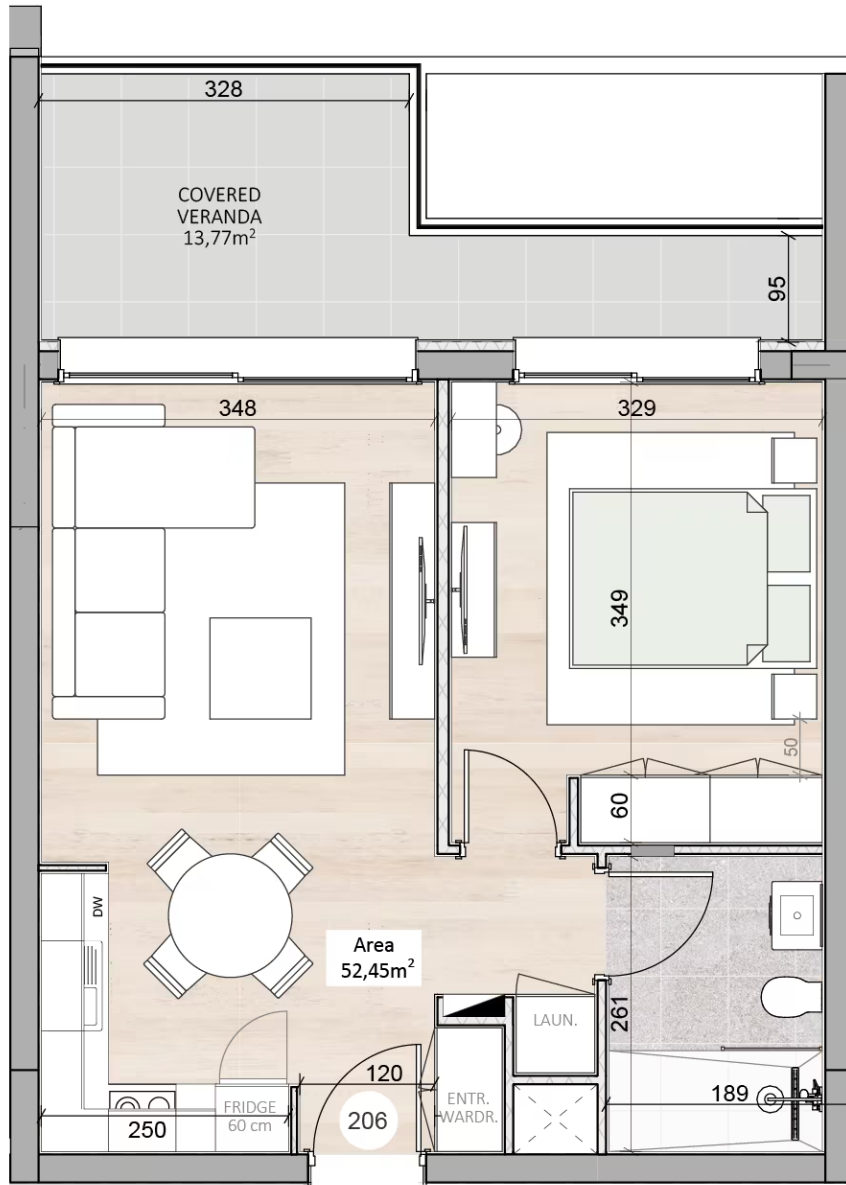 328
COVERED
VERANDA
13,77m²
95
348
329
349
50
60
DW
Area
52,45m²
LAUN.
261
120
ENTR.
WARDR.
189
FRIDGE
60 cm
250
206